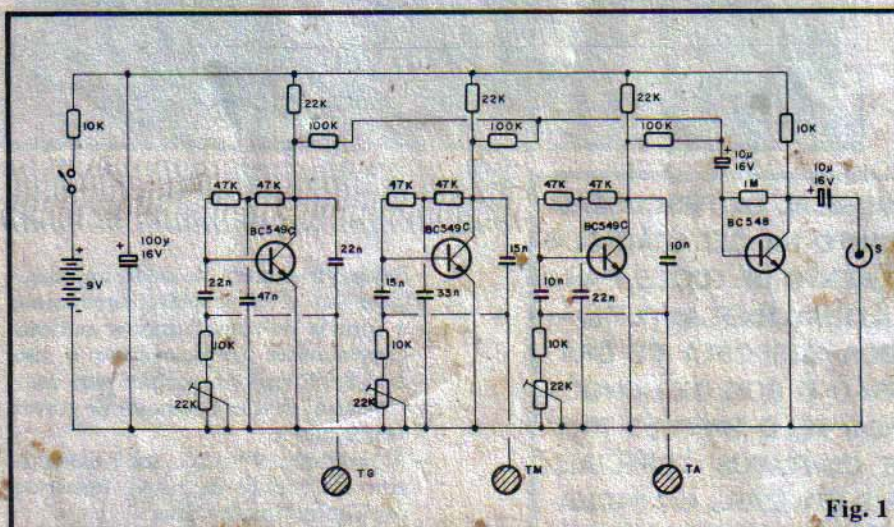 22K
22K
22K
10K
100K
100K
100K
10K
10µ
16V
10µ
16V
47K
47K
47K
47K
47K
47K
1M
BC549C
BC549C
BC549C
BC548
+
100µ
16V
+
9V
-
22n
15n
10n
S
22n
47n
15n
33n
10n
22n
10K
10K
10K
22K
22K
22K
TG
TM
TA
Fig. 1